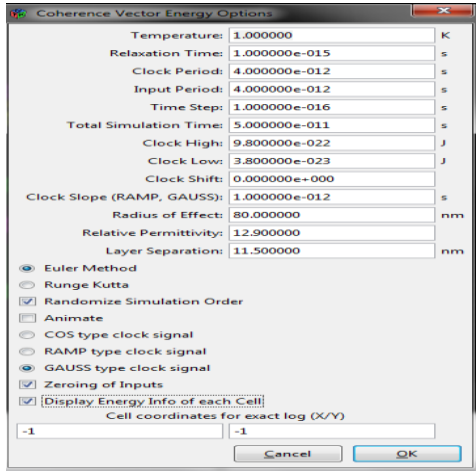 Coherence Vector Energy Options
Temperature: 1.000000 K
Relaxation Time: 1.000000e-015 s
Clock Period: 4.000000e-012 s
Input Period: 4.000000e-012 s
Time Step: 1.000000e-016 s
Total Simulation Time: 5.000000e-011 s
Clock High: 9.800000e-022 J
Clock Low: 3.800000e-023 J
Clock Shift: 0.000000e+000
Clock Slope (RAMP, GAUSS): 1.000000e-012 s
Radius of Effect: 80.000000 nm
Relative Permittivity: 12.900000
Layer Separation: 11.500000 nm
Euler Method
Runge Kutta
Randomize Simulation Order
Animate
COS type clock signal
RAMP type clock signal
GAUSS type clock signal
Zeroing of Inputs
Display Energy Info of each Cell
Cell coordinates for exact log (X/Y)
-1 -1
Cancel OK